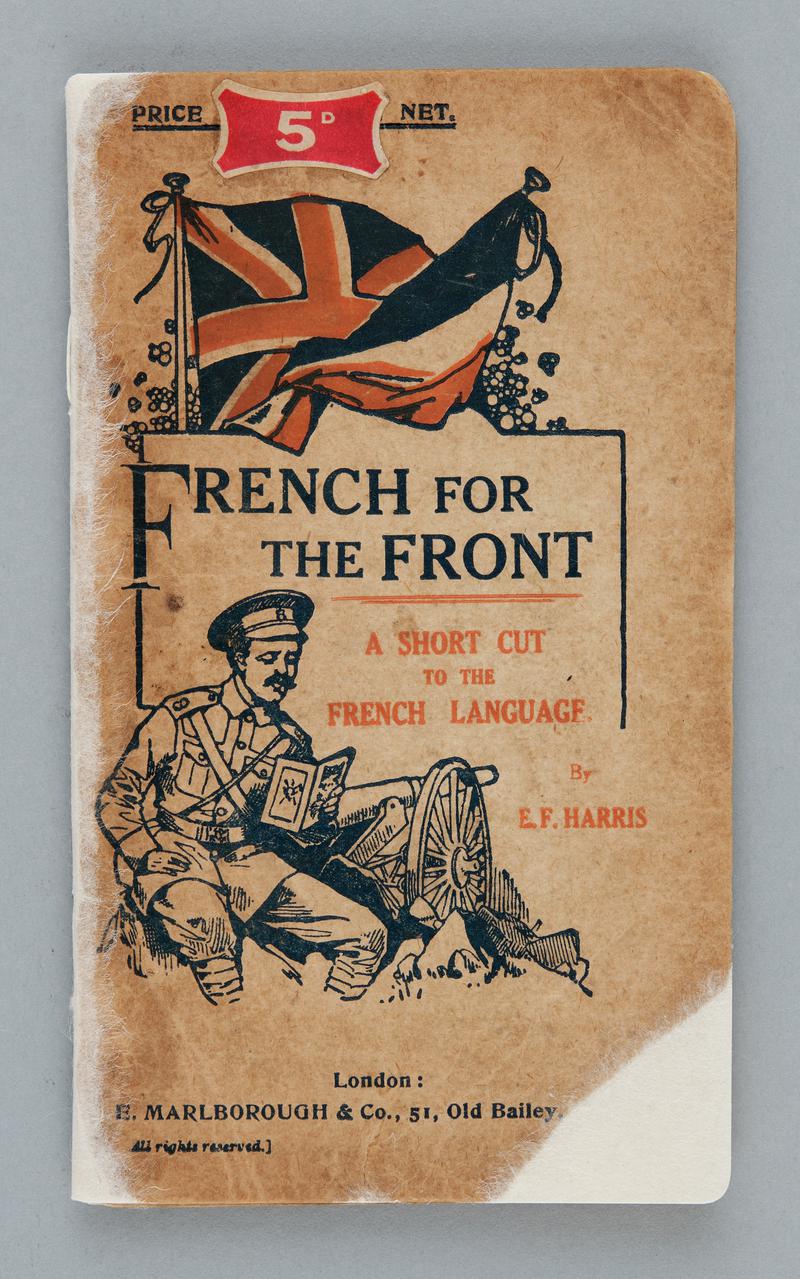 PRICE 5D NET.
FRENCH FOR
THE FRONT
A SHORT CUT
TO THE
FRENCH LANGUAGE.
By
E. F. HARRIS
London:
E. MARLBOROUGH & Co., 51, Old Bailey.
All rights reserved.]